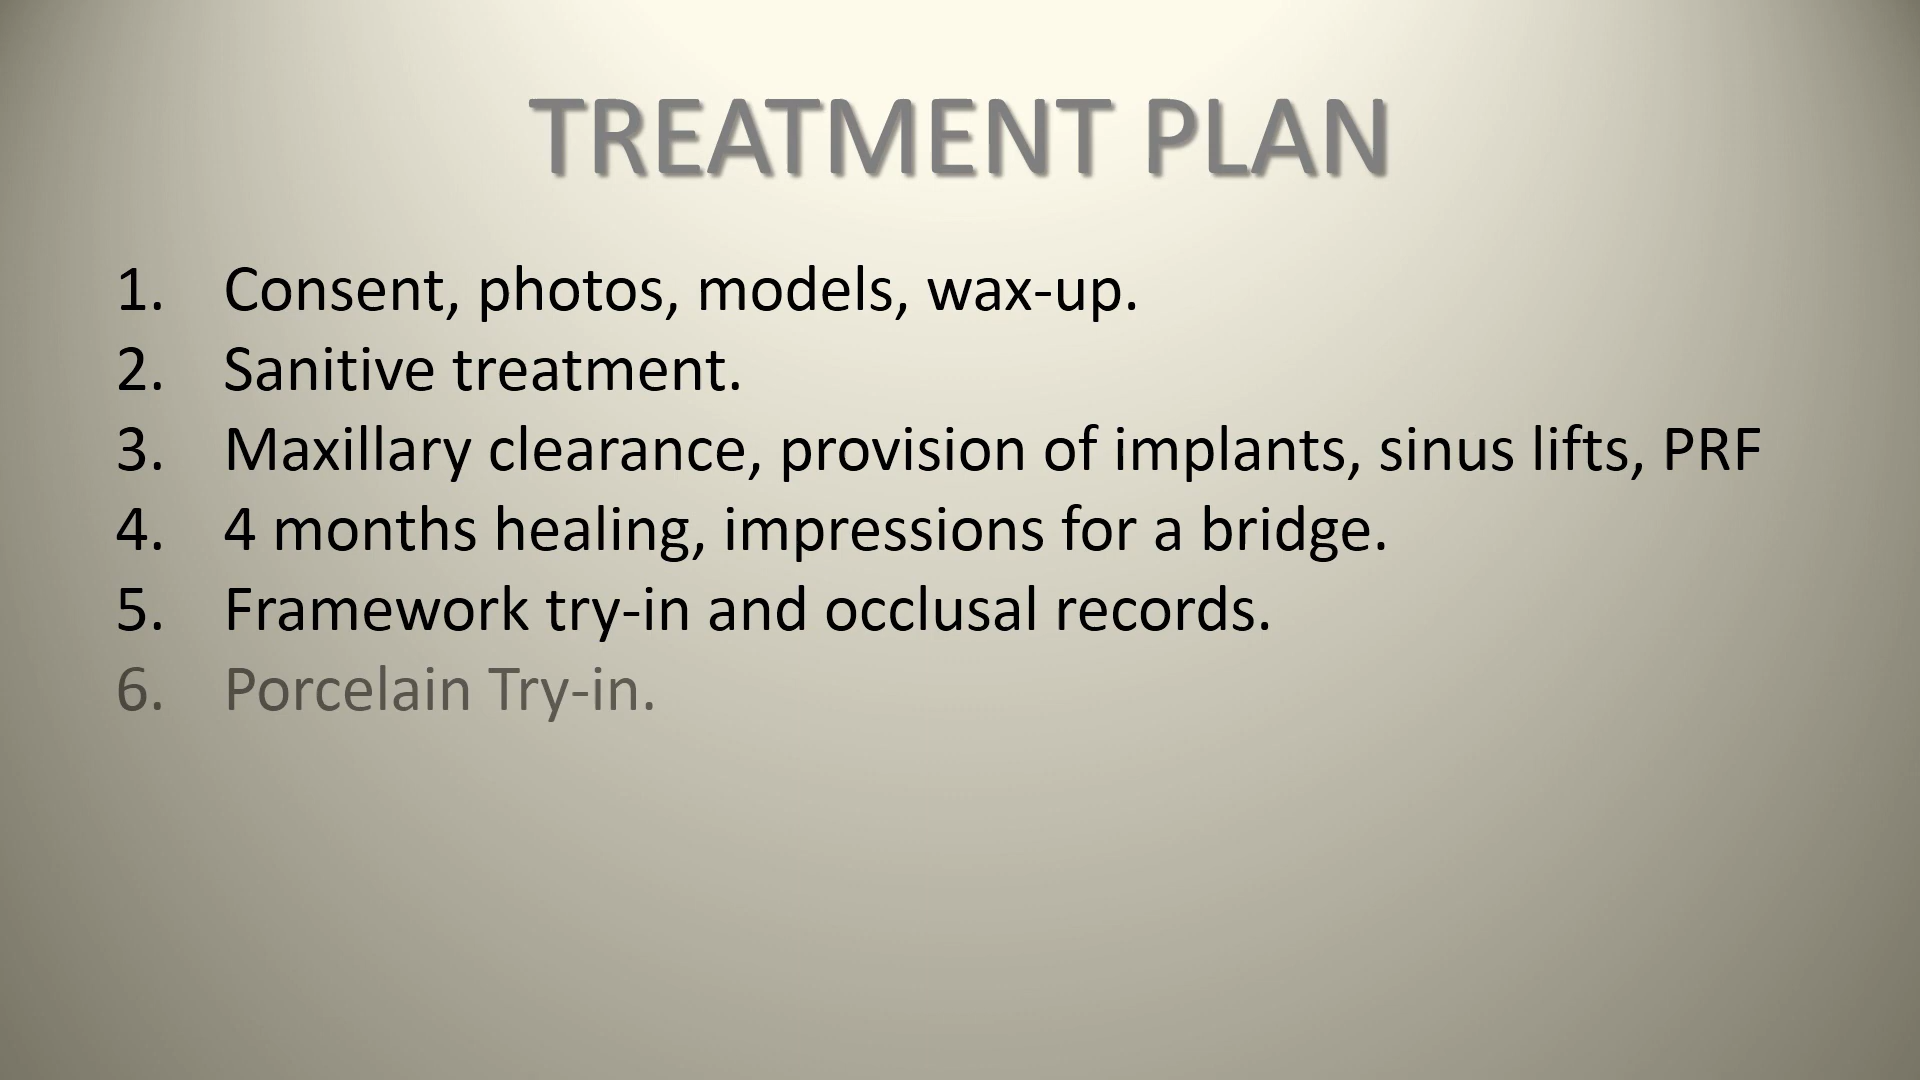 TREATMENT PLAN
1. Consent, photos, models, wax-up.
2. Sanitive treatment.
3. Maxillary clearance, provision of implants, sinus lifts, PRF
4. 4 months healing, impressions for a bridge.
5. Framework try-in and occlusal records.
6. Porcelain Try-in.